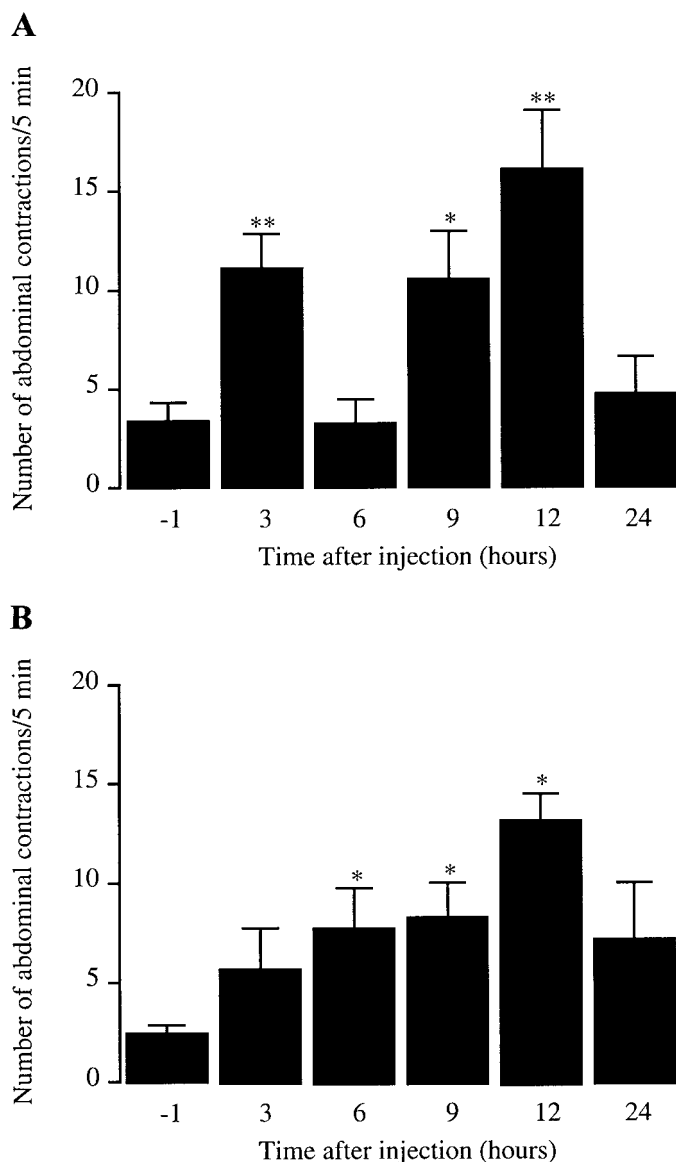 A
Number of abdominal contractions/5 min
20
15
10
5
0
**
*
**
-1 3 6 9 12 24
Time after injection (hours)
B
Number of abdominal contractions/5 min
20
15
10
5
0
*
*
*
-1 3 6 9 12 24
Time after injection (hours)